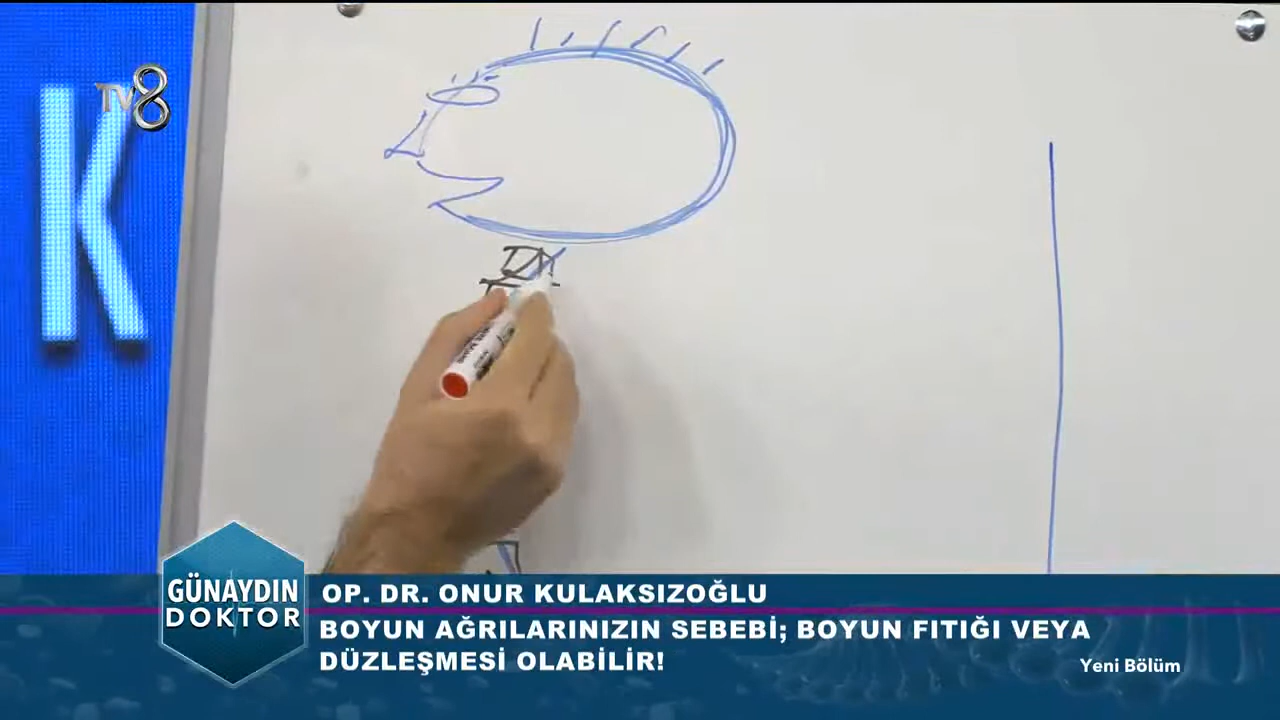 K
TV8
GÜNAYDIN
DOKTOR
OP. DR. ONUR KULAKSIZOĞLU
BOYUN AĞRILARINIZIN SEBEBİ; BOYUN FITIĞI VEYA
DÜZLEŞMESİ OLABİLİR!
Yeni Bölüm